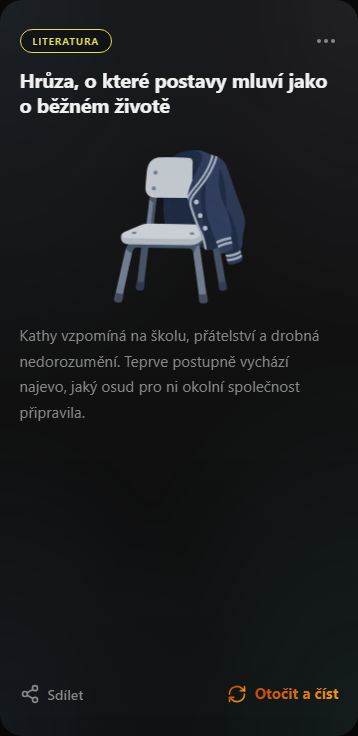 LITERATURA
Hrůza, o které postavy mluví jako
o běžném životě
Kathy vzpomíná na školu, přátelství a drobná
nedorozumění. Teprve postupně vychází
najevo, jaký osud pro ni okolní společnost
připravila.
Sdílet
Otočit a číst